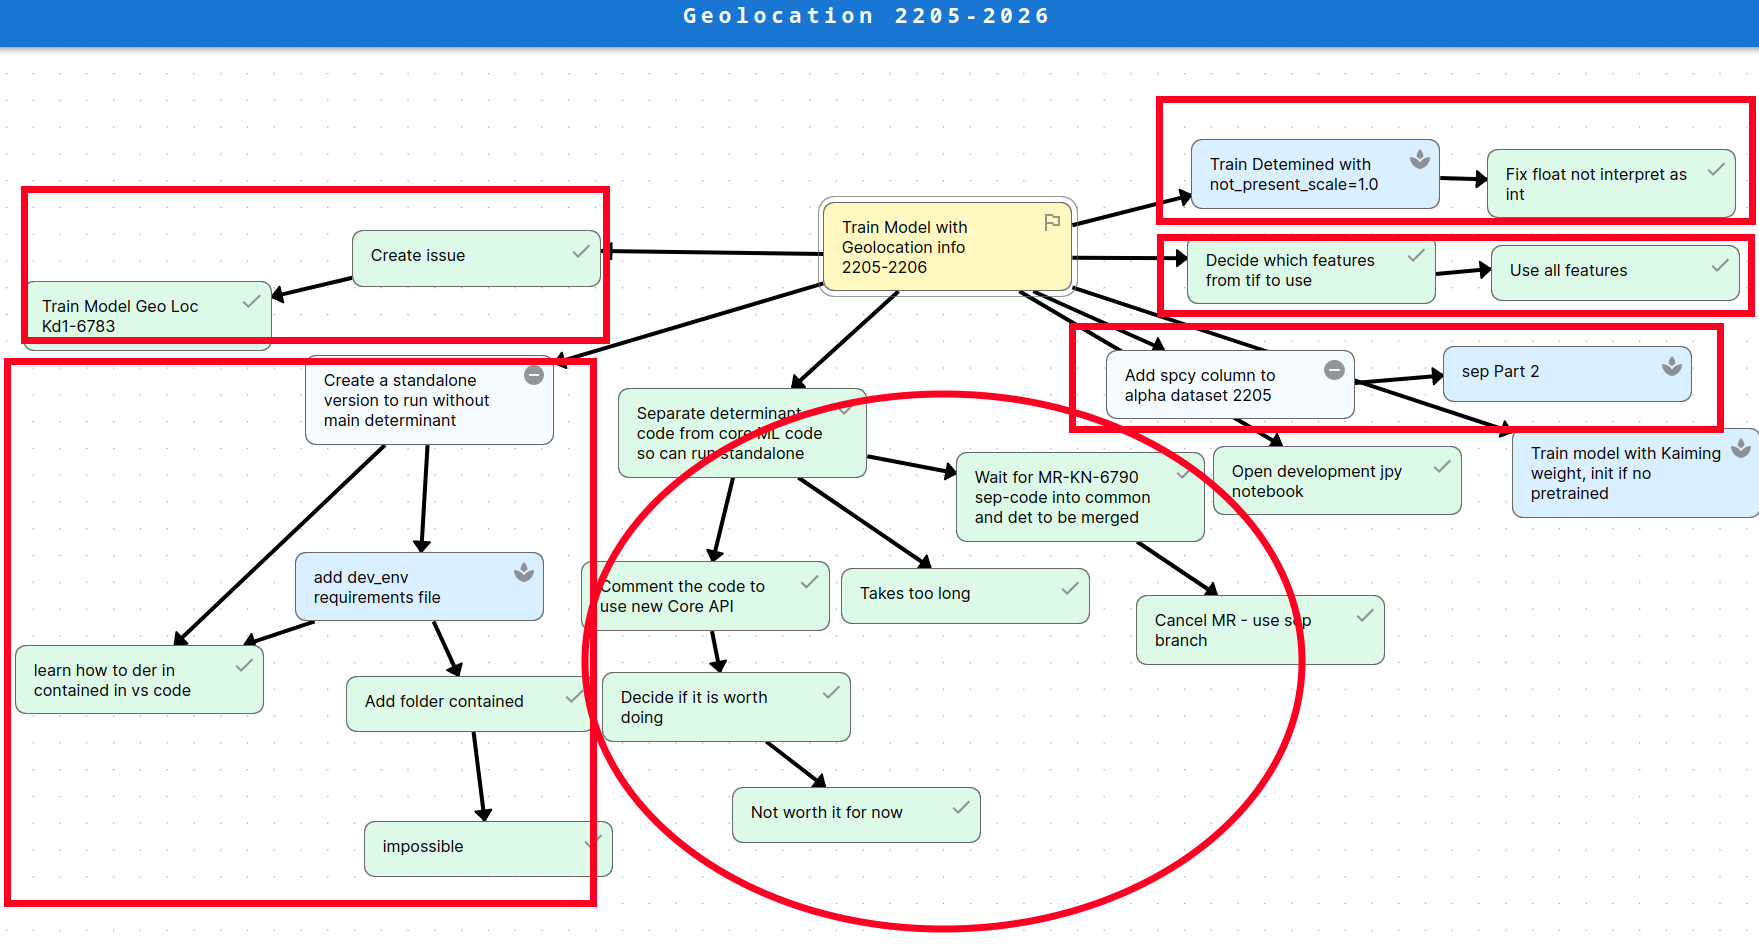 Geolocation 2205-2026
Train Detemined with
not_present_scale=1.0
Fix float not interpret as
int
Train Model with
Geolocation info
2205-2206
Create issue
Decide which features
from tif to use
Use all features
Train Model Geo Loc
Kd1-6783
Create a standalone
version to run without
main determinant
Add spcy column to
alpha dataset 2205
sep Part 2
Separate determinant
code from core ML code
so can run standalone
Wait for MR-KN-6790
sep-code into common
and det to be merged
Open development jpy
notebook
Train model with Kaiming
weight, init if no
pretrained
add dev_env
requirements file
Comment the code to
use new Core API
Takes too long
Cancel MR - use sep
branch
learn how to der in
contained in vs code
Add folder contained
Decide if it is worth
doing
Not worth it for now
impossible